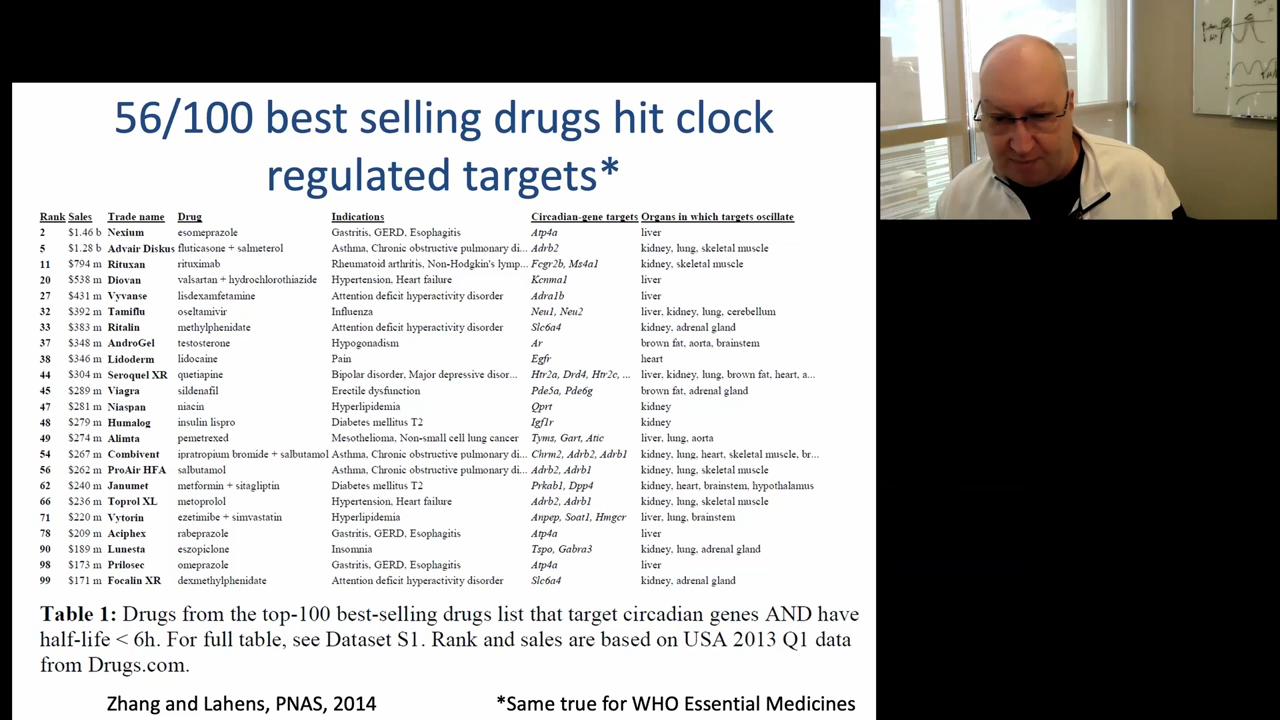 56/100 best selling drugs hit clock
regulated targets*
Rank Sales Trade name Drug Indications Circadian-gene targets Organs in which targets oscillate
2 $1.46 b Nexium esomeprazole Gastritis, GERD, Esophagitis Atp4a liver
5 $1.28 b Advair Diskus fluticasone + salmeterol Asthma, Chronic obstructive pulmonary di... Adrb2 kidney, lung, skeletal muscle
11 $794 m Rituxan rituximab Rheumatoid arthritis, Non-Hodgkin's lymp... Fcgr2b, Ms4a1 kidney, skeletal muscle
20 $538 m Diovan valsartan + hydrochlorothiazide Hypertension, Heart failure Kcnma1 liver
27 $431 m Vyvanse lisdexamfetamine Attention deficit hyperactivity disorder Adra1b liver
32 $392 m Tamiflu oseltamivir Influenza Neu1, Neu2 liver, kidney, lung, cerebellum
33 $383 m Ritalin methylphenidate Attention deficit hyperactivity disorder Slc6a4 kidney, adrenal gland
37 $348 m AndroGel testosterone Hypogonadism Ar brown fat, aorta, brainstem
38 $346 m Lidoderm lidocaine Pain Egfr heart
44 $304 m Seroquel XR quetiapine Bipolar disorder, Major depressive disor... Htr2a, Drd4, Htr2c, ... liver, kidney, lung, brown fat, heart, a...
45 $289 m Viagra sildenafil Erectile dysfunction Pde5a, Pde6g brown fat, adrenal gland
47 $281 m Niaspan niacin Hyperlipidemia Qprt kidney
48 $279 m Humalog insulin lispro Diabetes mellitus T2 Igf1r kidney
49 $274 m Alimta pemetrexed Mesothelioma, Non-small cell lung cancer Tyms, Gart, Atic liver, lung, aorta
54 $267 m Combivent ipratropium bromide + salbutamol Asthma, Chronic obstructive pulmonary di... Chrm2, Adrb2, Adrb1 kidney, lung, heart, skeletal muscle, br...
56 $262 m ProAir HFA salbutamol Asthma, Chronic obstructive pulmonary di... Adrb2, Adrb1 kidney, lung, skeletal muscle
62 $240 m Janumet metformin + sitagliptin Diabetes mellitus T2 Prkab1, Dpp4 kidney, heart, brainstem, hypothalamus
66 $236 m Toprol XL metoprolol Hypertension, Heart failure Adrb2, Adrb1 kidney, lung, skeletal muscle
71 $220 m Vytorin ezetimibe + simvastatin Hyperlipidemia Anpep, Soat1, Hmgcr liver, lung, brainstem
78 $209 m Aciphex rabeprazole Gastritis, GERD, Esophagitis Atp4a liver
90 $189 m Lunesta eszopiclone Insomnia Tspo, Gabra3 kidney, lung, adrenal gland
98 $173 m Prilosec omeprazole Gastritis, GERD, Esophagitis Atp4a liver
99 $171 m Focalin XR dexmethylphenidate Attention deficit hyperactivity disorder Slc6a4 kidney, adrenal gland
Table 1: Drugs from the top-100 best-selling drugs list that target circadian genes AND have
half-life < 6h. For full table, see Dataset S1. Rank and sales are based on USA 2013 Q1 data
from Drugs.com.
Zhang and Lahens, PNAS, 2014 *Same true for WHO Essential Medicines